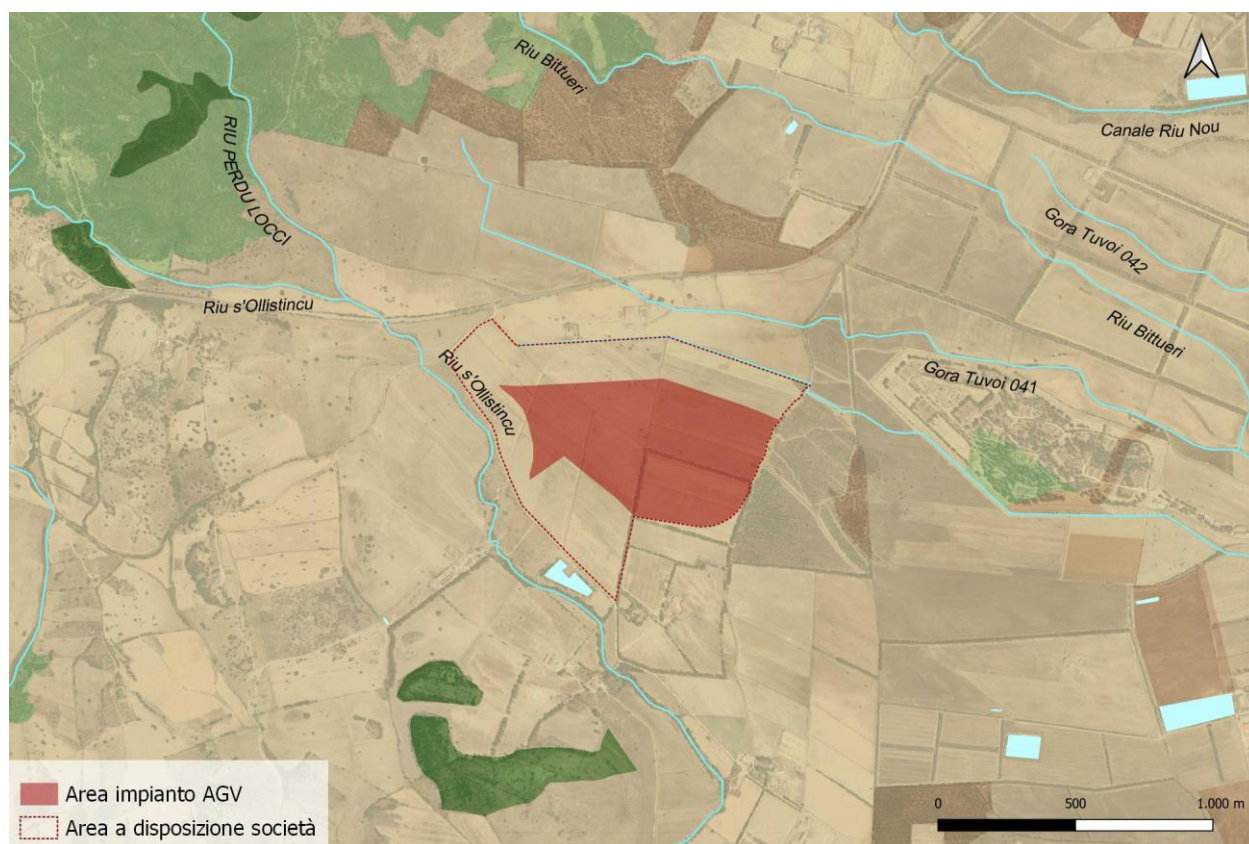 Riu Bittueri
Canale Riu Nou
RIU PERDU LOCCI
Gora Tuvoi 042
Riu s'Ollistincu
Riu Bittueri
Riu s'Ollistincu
Gora Tuvoi 041
Area impianto AGV
Area a disposizione società
0 500 1.000 m